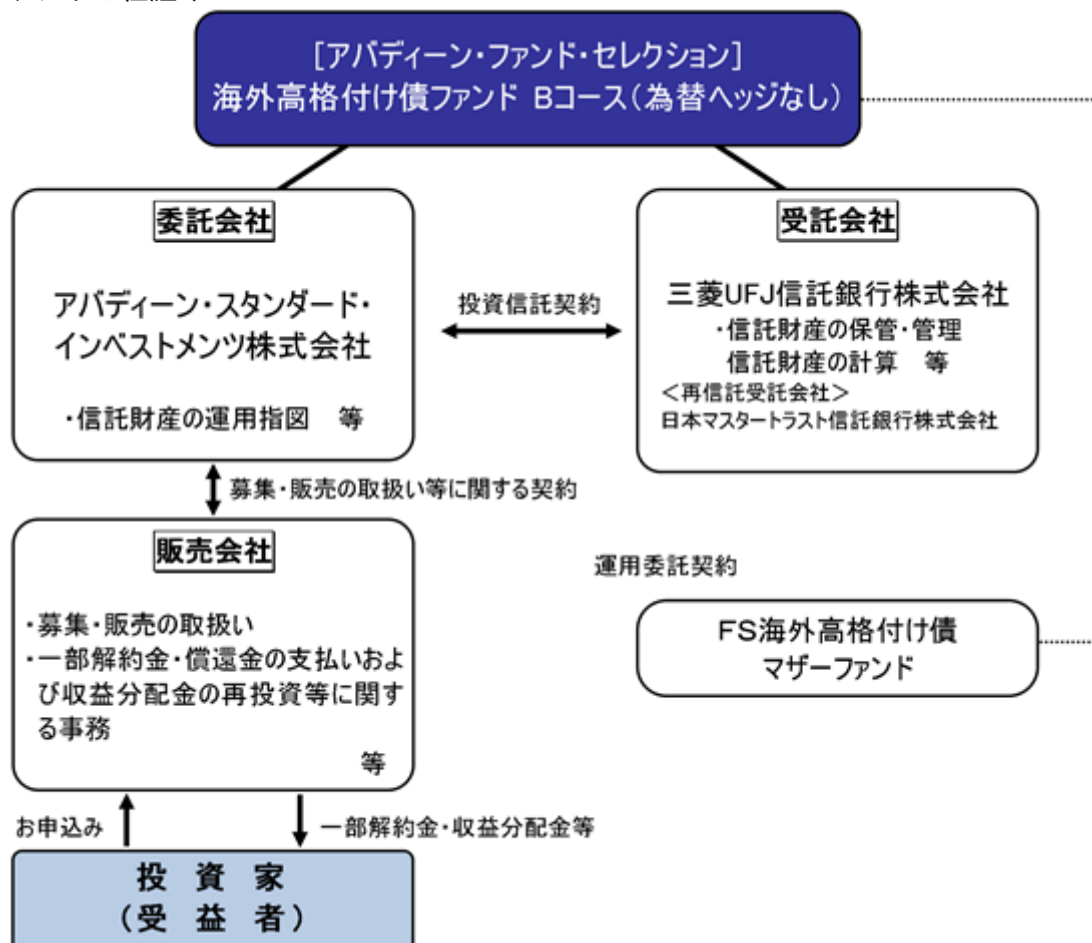 [アバディーン・ファンド・セレクション]
海外高格付け債ファンド Bコース(為替ヘッジなし)
委託会社
アバディーン・スタンダード・
インベストメンツ株式会社
・信託財産の運用指図 等
投資信託契約
受託会社
三菱UFJ信託銀行株式会社
・信託財産の保管・管理
信託財産の計算 等
<再信託受託会社>
日本マスタートラスト信託銀行株式会社
募集・販売の取扱い等に関する契約
販売会社
・募集・販売の取扱い
・一部解約金・償還金の支払いおよ
び収益分配金の再投資等に関す
る事務
等
運用委託契約
FS海外高格付け債
マザーファンド
お申込み
一部解約金・収益分配金等
投 資 家
(受 益 者)